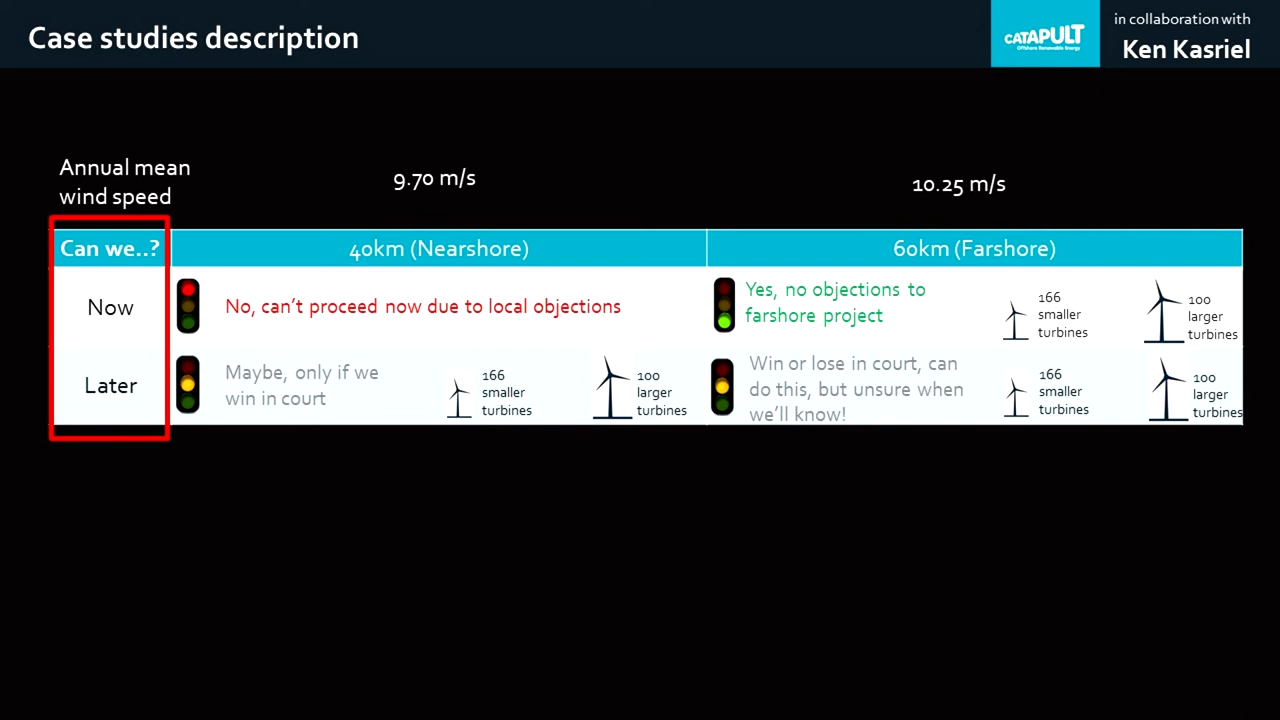 Case studies description
CATAPULT
Offshore Renewable Energy
in collaboration with
Ken Kasriel
Annual mean
wind speed
9.70 m/s
10.25 m/s
Can we..?
40km (Nearshore)
60km (Farshore)
Now
No, can't proceed now due to local objections
Yes, no objections to
farshore project
166
smaller
turbines
100
larger
turbines
Later
Maybe, only if we
win in court
166
smaller
turbines
100
larger
turbines
Win or lose in court, can
do this, but unsure when
we'll know!
166
smaller
turbines
100
larger
turbines